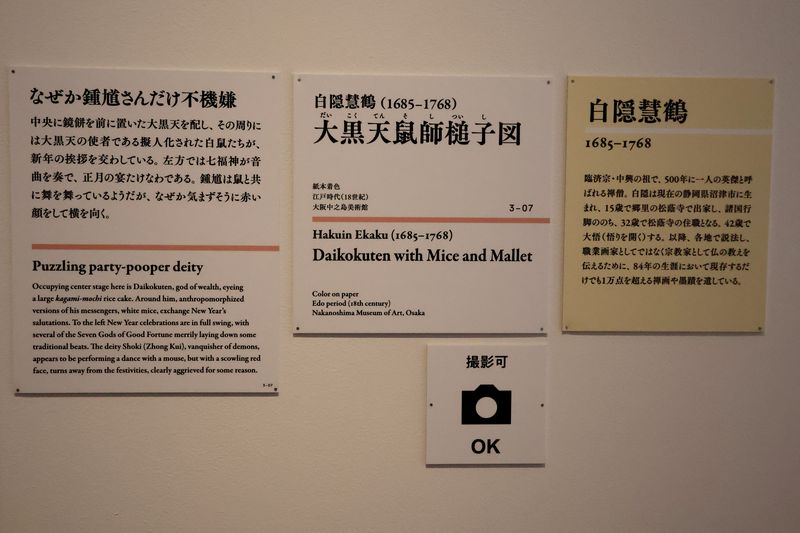 なぜか鍾馗さんだけ不機嫌
中央に鏡餅を前に置いた大黒天を配し、その周りに
は大黒天の使者である擬人化された白鼠たちが、
新年の挨拶を交わしている。左方では七福神が音
曲を奏で、正月の宴たけなわである。鍾馗は鼠と共
に舞を舞っているようだが、なぜか気まずそうに赤い
顔をして横を向く。
Puzzling party-pooper deity
Occupying center stage here is Daikokuten, god of wealth, eyeing
a large kagami-mochi rice cake. Around him, anthropomorphized
versions of his messengers, white mice, exchange New Year's
salutations. To the left New Year celebrations are in full swing, with
several of the Seven Gods of Good Fortune merrily laying down some
traditional beats. The deity Shoki (Zhong Kui), vanquisher of demons,
appears to be performing a dance with a mouse, but with a scowling red
face, turns away from the festivities, clearly aggrieved for some reason.
3-07
白隠慧鶴 (1685–1768)
だい こく てん そ し つい し
大黒天鼠師槌子図
紙本着色
江戸時代(18世紀)
大阪中之島美術館
3-07
Hakuin Ekaku (1685–1768)
Daikokuten with Mice and Mallet
Color on paper
Edo period (18th century)
Nakanoshima Museum of Art, Osaka
白隠慧鶴
1685–1768
臨済宗・中興の祖で、500年に一人の英傑と呼
ばれる禅僧。白隠は現在の静岡県沼津市に生
まれ、15歳で郷里の松蔭寺で出家し、諸国行
脚ののち、32歳で松蔭寺の住職となる。42歳で
大悟(悟りを開く)する。以降、各地で説法し、
職業画家としてではなく宗教家として仏の教えを
伝えるために、84年の生涯において現存するだ
けでも1万点を超える禅画や墨蹟を遺している。
撮影可
OK